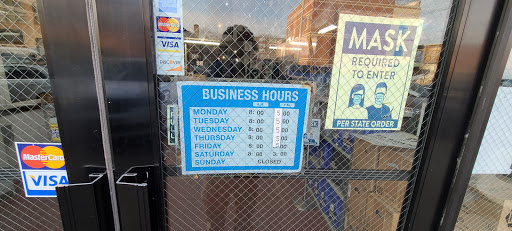 MasterCard
VISA
DISCOVER
MASK
REQUIRED
TO ENTER
PER STATE ORDER
BUSINESS HOURS
MONDAY 8:00 5:00
TUESDAY 8:00 5:00
WEDNESDAY 8:00 5:00
THURSDAY 8:00 5:00
FRIDAY 8:00 5:00
SATURDAY 8:00 3:00
SUNDAY CLOSED
MasterCard
VISA